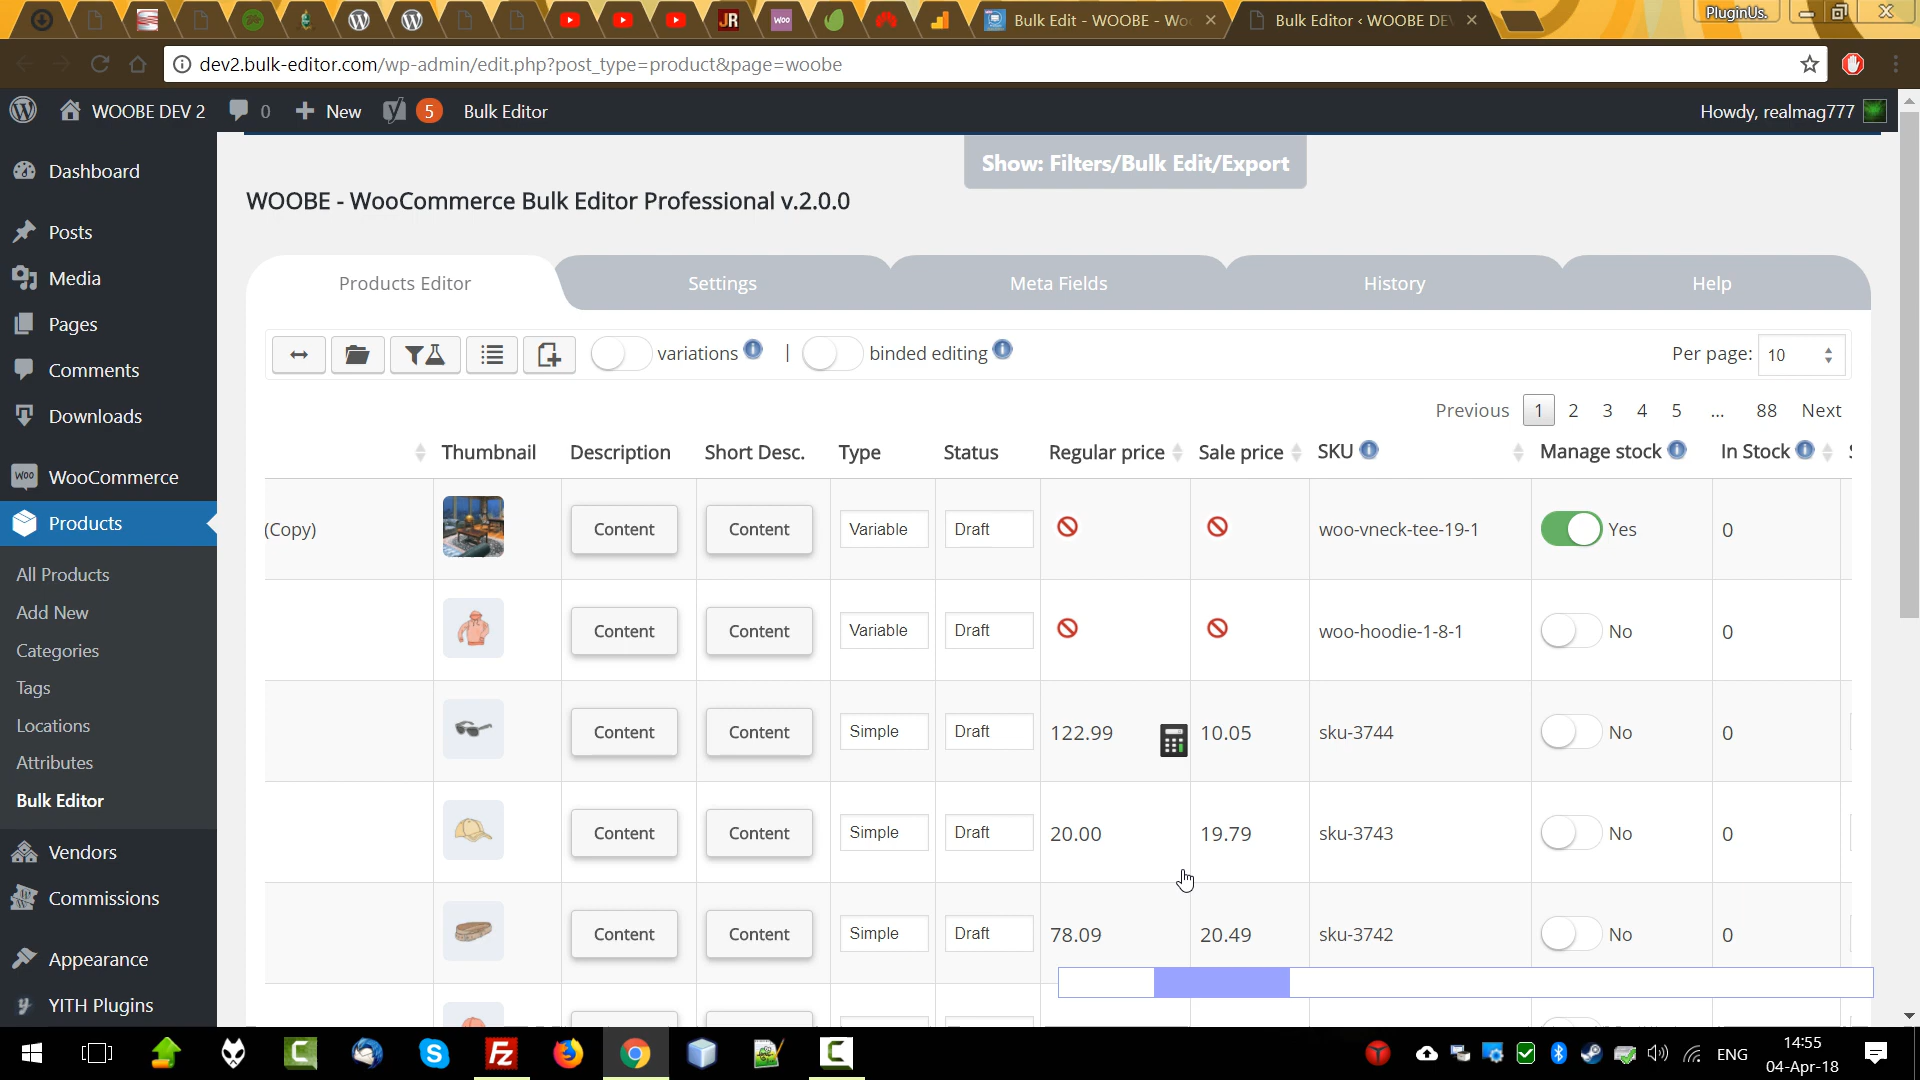 JR
woo
Bulk Edit - WOOBE - Wo
Bulk Editor ‹ WOOBE DE
PluginUs.
dev2.bulk-editor.com/wp-admin/edit.php?post_type=product&page=woobe
WOOBE DEV 2
0
New
5
Bulk Editor
Howdy, realmag777
Dashboard
Posts
Media
Pages
Comments
Downloads
WooCommerce
Products
All Products
Add New
Categories
Tags
Locations
Attributes
Bulk Editor
Vendors
Commissions
Appearance
YITH Plugins
Show: Filters/Bulk Edit/Export
WOOBE - WooCommerce Bulk Editor Professional v.2.0.0
Products Editor
Settings
Meta Fields
History
Help
variations
|
binded editing
Per page:
10
Previous 1 2 3 4 5 ... 88 Next
Thumbnail Description Short Desc. Type Status Regular price Sale price SKU Manage stock In Stock
(Copy) Content Content Variable Draft woo-vneck-tee-19-1 Yes 0
Content Content Variable Draft woo-hoodie-1-8-1 No 0
Content Content Simple Draft 122.99 10.05 sku-3744 No 0
Content Content Simple Draft 20.00 19.79 sku-3743 No 0
Content Content Simple Draft 78.09 20.49 sku-3742 No 0
ENG
14:55
04-Apr-18